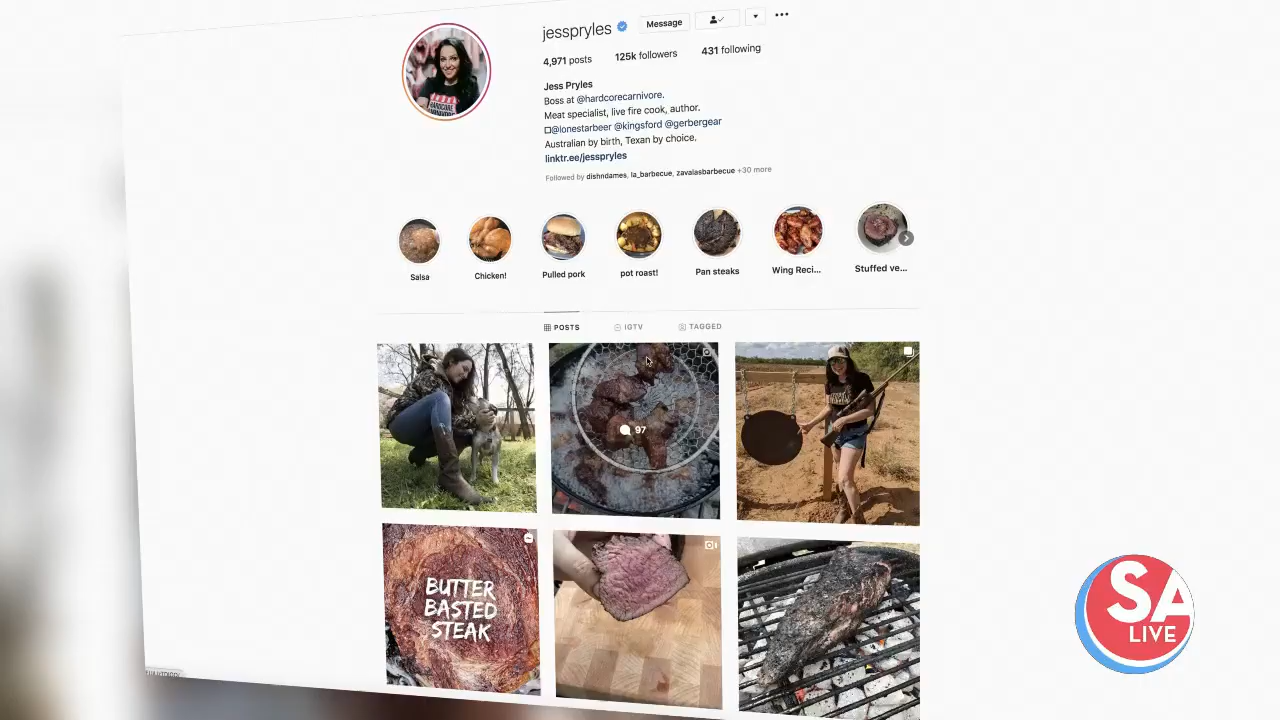 jesspryles
Message
4,971 posts
125k followers
431 following
Jess Pryles
Boss at @hardcorecarnivore.
Meat specialist, live fire cook, author.
@lonestarbeer @kingsford @gerbergear
Australian by birth, Texan by choice.
linktr.ee/jesspryles
Followed by dishndames, la_barbecue, zavalasbarbecue +30 more
Salsa
Chicken!
Pulled pork
pot roast!
Pan steaks
Wing Reci...
Stuffed ve...
POSTS
IGTV
TAGGED
97
BUTTER
BASTED
STEAK
SA
LIVE
HARDCORE